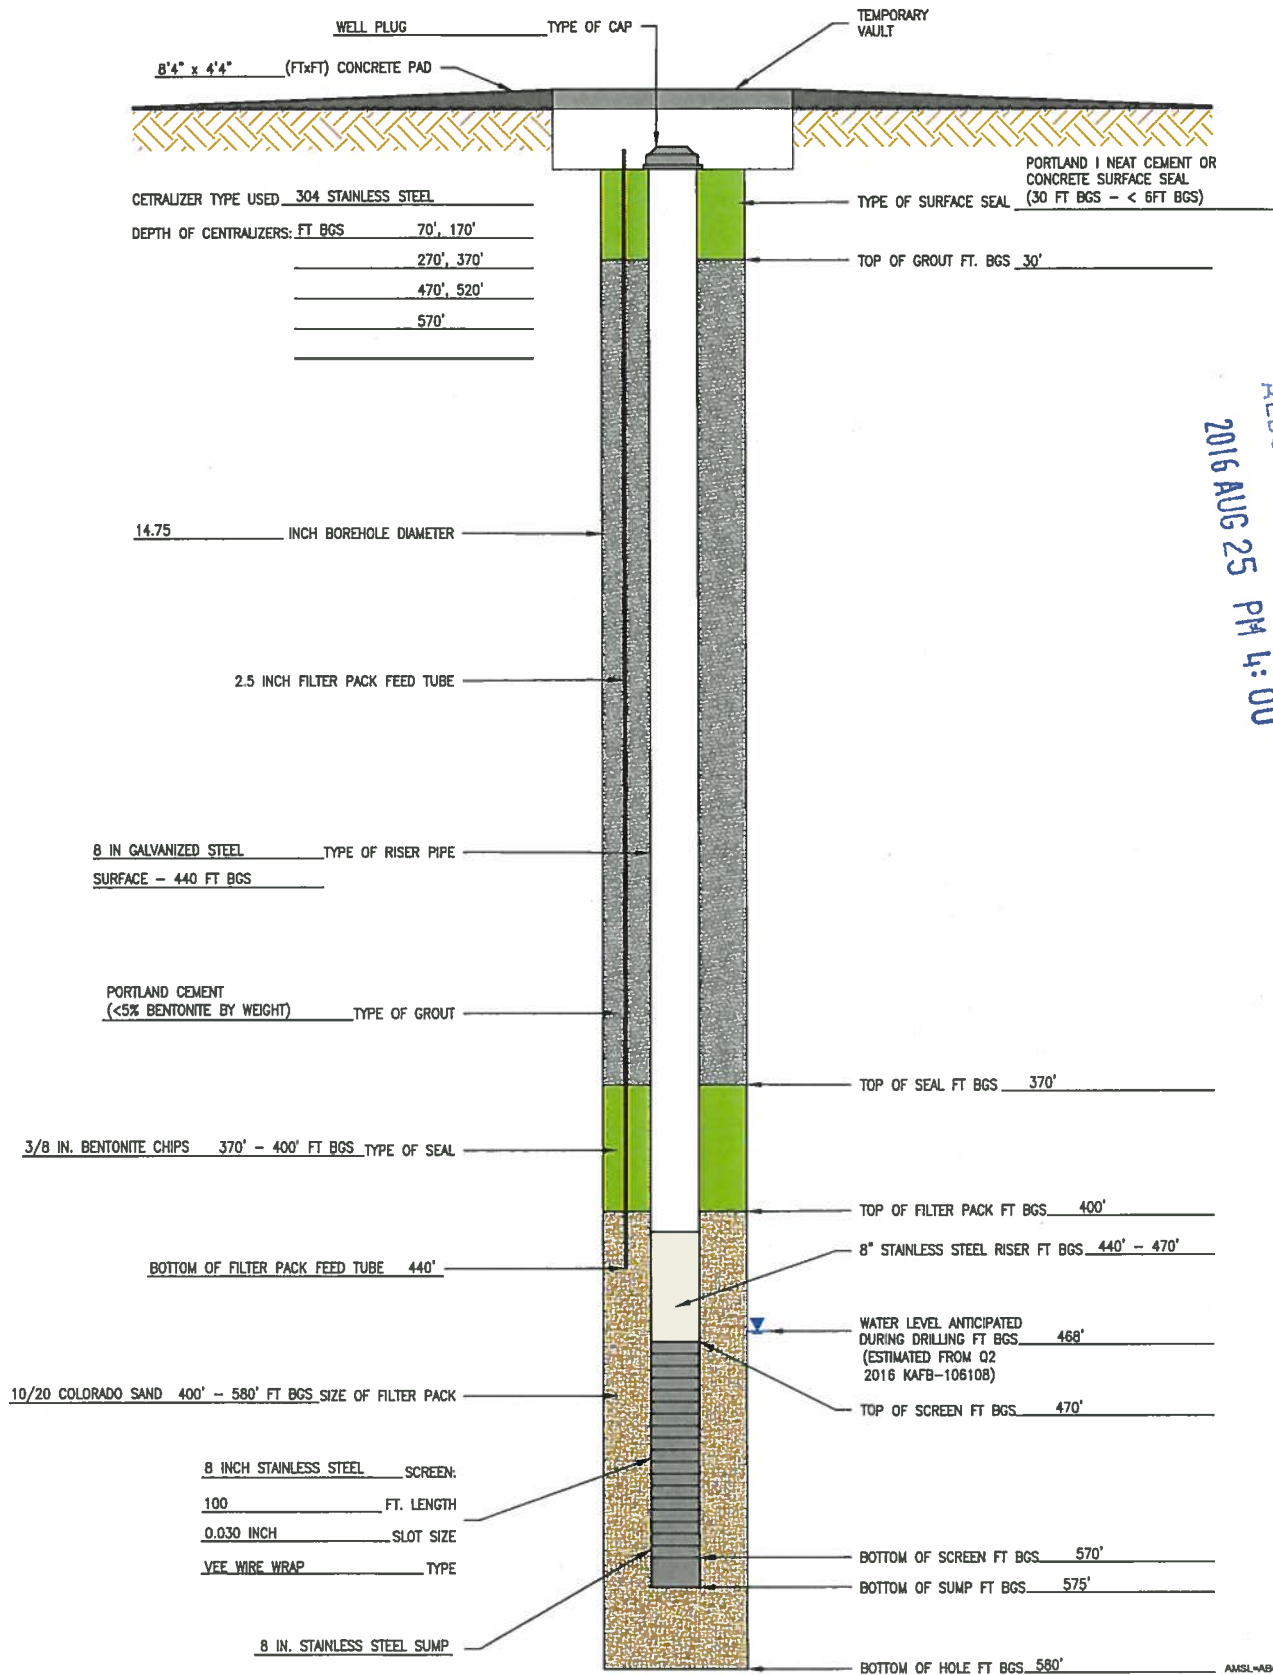 WELL PLUG TYPE OF CAP
TEMPORARY
VAULT
8'4" x 4'4" (FTxFT) CONCRETE PAD
PORTLAND I NEAT CEMENT OR
CONCRETE SURFACE SEAL
TYPE OF SURFACE SEAL (30 FT BGS - < 6FT BGS)
CETRALIZER TYPE USED 304 STAINLESS STEEL
DEPTH OF CENTRALIZERS: FT BGS 70', 170'
270', 370'
470', 520'
570'
TOP OF GROUT FT. BGS 30'
2016 AUG 25 PM 4:00
14.75 INCH BOREHOLE DIAMETER
2.5 INCH FILTER PACK FEED TUBE
8 IN GALVANIZED STEEL TYPE OF RISER PIPE
SURFACE - 440 FT BGS
PORTLAND CEMENT
(<5% BENTONITE BY WEIGHT) TYPE OF GROUT
TOP OF SEAL FT BGS 370'
3/8 IN. BENTONITE CHIPS 370' - 400' FT BGS TYPE OF SEAL
TOP OF FILTER PACK FT BGS 400'
8" STAINLESS STEEL RISER FT BGS 440' - 470'
BOTTOM OF FILTER PACK FEED TUBE 440'
WATER LEVEL ANTICIPATED
DURING DRILLING FT BGS 468'
(ESTIMATED FROM Q2
2016 KAFB-106108)
10/20 COLORADO SAND 400' - 580' FT BGS SIZE OF FILTER PACK
TOP OF SCREEN FT BGS 470'
8 INCH STAINLESS STEEL SCREEN:
100 FT. LENGTH
0.030 INCH SLOT SIZE
VEE WIRE WRAP TYPE
BOTTOM OF SCREEN FT BGS 570'
BOTTOM OF SUMP FT BGS 575'
8 IN. STAINLESS STEEL SUMP
BOTTOM OF HOLE FT BGS 580'